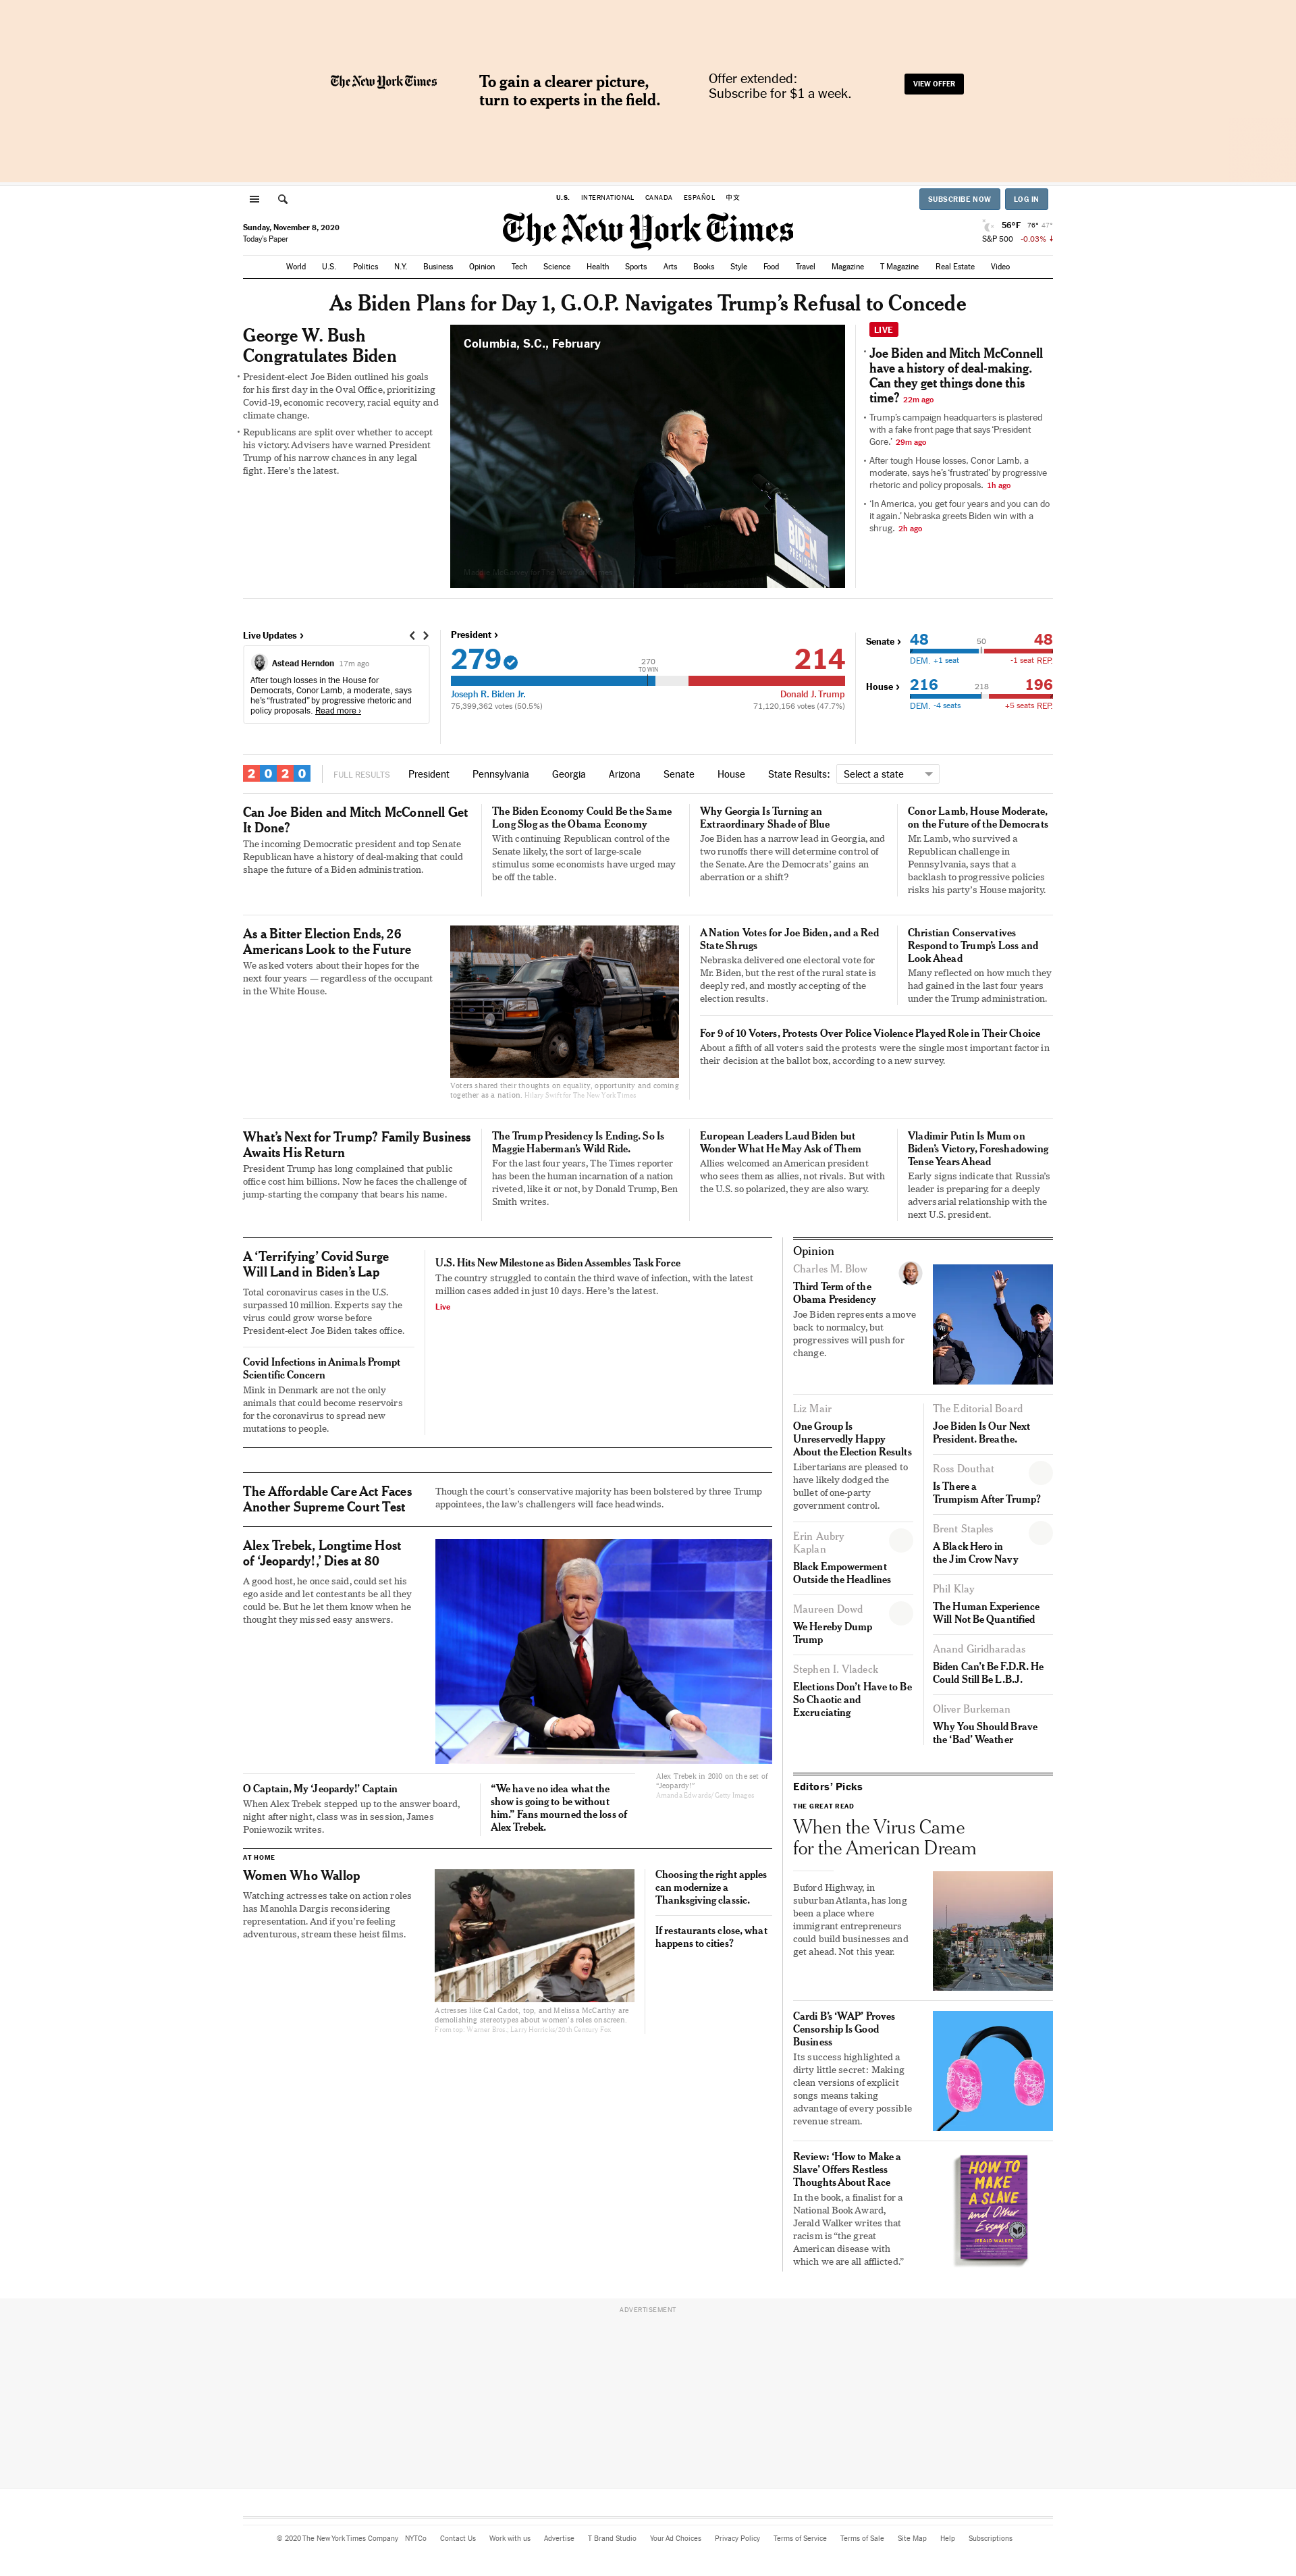 The New York Times
To gain a clearer picture,
turn to experts in the field.
Offer extended:
Subscribe for $1 a week.
VIEW OFFER
U.S. INTERNATIONAL CANADA ESPAÑOL 中文
SUBSCRIBE NOW LOG IN
Sunday, November 8, 2020
Today's Paper
The New York Times
56°F 76° 47°
S&P 500 -0.03% ↓
World U.S. Politics N.Y. Business Opinion Tech Science Health Sports Arts Books Style Food Travel Magazine T Magazine Real Estate Video
As Biden Plans for Day 1, G.O.P. Navigates Trump's Refusal to Concede
George W. Bush
Congratulates Biden
• President-elect Joe Biden outlined his goals
for his first day in the Oval Office, prioritizing
Covid-19, economic recovery, racial equity and
climate change.
• Republicans are split over whether to accept
his victory. Advisers have warned President
Trump of his narrow chances in any legal
fight. Here's the latest.
Columbia, S.C., February
BIDEN
PRESIDENT
LIVE
• Joe Biden and Mitch McConnell
have a history of deal-making.
Can they get things done this
time? 22m ago
• Trump's campaign headquarters is plastered
with a fake front page that says 'President
Gore.' 29m ago
• After tough House losses, Conor Lamb, a
moderate, says he's 'frustrated' by progressive
rhetoric and policy proposals. 1h ago
• 'In America, you get four years and you can do
it again.' Nebraska greets Biden win with a
shrug. 2h ago
Live Updates ›
Astead Herndon 17m ago
After tough losses in the House for
Democrats, Conor Lamb, a moderate, says
he's "frustrated" by progressive rhetoric and
policy proposals. Read more ›
President ›
279 270
TO WIN 214
Joseph R. Biden Jr. Donald J. Trump
75,399,362 votes (50.5%) 71,120,156 votes (47.7%)
Senate › 48 50 48
DEM. +1 seat -1 seat REP.
House › 216 218 196
DEM. -4 seats +5 seats REP.
2020 FULL RESULTS President Pennsylvania Georgia Arizona Senate House State Results: Select a state
Can Joe Biden and Mitch McConnell Get
It Done?
The incoming Democratic president and top Senate
Republican have a history of deal-making that could
shape the future of a Biden administration.
The Biden Economy Could Be the Same
Long Slog as the Obama Economy
With continuing Republican control of the
Senate likely, the sort of large-scale
stimulus some economists have urged may
be off the table.
Why Georgia Is Turning an
Extraordinary Shade of Blue
Joe Biden has a narrow lead in Georgia, and
two runoffs there will determine control of
the Senate. Are the Democrats' gains an
aberration or a shift?
Conor Lamb, House Moderate,
on the Future of the Democrats
Mr. Lamb, who survived a
Republican challenge in
Pennsylvania, says that a
backlash to progressive policies
risks his party's House majority.
As a Bitter Election Ends, 26
Americans Look to the Future
We asked voters about their hopes for the
next four years — regardless of the occupant
in the White House.
Voters shared their thoughts on equality, opportunity and coming
together as a nation. Hilary Swift for The New York Times
A Nation Votes for Joe Biden, and a Red
State Shrugs
Nebraska delivered one electoral vote for
Mr. Biden, but the rest of the rural state is
deeply red, and mostly accepting of the
election results.
Christian Conservatives
Respond to Trump's Loss and
Look Ahead
Many reflected on how much they
had gained in the last four years
under the Trump administration.
For 9 of 10 Voters, Protests Over Police Violence Played Role in Their Choice
About a fifth of all voters said the protests were the single most important factor in
their decision at the ballot box, according to a new survey.
What's Next for Trump? Family Business
Awaits His Return
President Trump has long complained that public
office cost him billions. Now he faces the challenge of
jump-starting the company that bears his name.
The Trump Presidency Is Ending. So Is
Maggie Haberman's Wild Ride.
For the last four years, The Times reporter
has been the human incarnation of a nation
riveted, like it or not, by Donald Trump, Ben
Smith writes.
European Leaders Laud Biden but
Wonder What He May Ask of Them
Allies welcomed an American president
who sees them as allies, not rivals. But with
the U.S. so polarized, they are also wary.
Vladimir Putin Is Mum on
Biden's Victory, Foreshadowing
Tense Years Ahead
Early signs indicate that Russia's
leader is preparing for a deeply
adversarial relationship with the
next U.S. president.
A 'Terrifying' Covid Surge
Will Land in Biden's Lap
Total coronavirus cases in the U.S.
surpassed 10 million. Experts say the
virus could grow worse before
President-elect Joe Biden takes office.
Covid Infections in Animals Prompt
Scientific Concern
Mink in Denmark are not the only
animals that could become reservoirs
for the coronavirus to spread new
mutations to people.
U.S. Hits New Milestone as Biden Assembles Task Force
The country struggled to contain the third wave of infection, with the latest
million cases added in just 10 days. Here's the latest.
Live
The Affordable Care Act Faces
Another Supreme Court Test
Though the court's conservative majority has been bolstered by three Trump
appointees, the law's challengers will face headwinds.
Alex Trebek, Longtime Host
of 'Jeopardy!,' Dies at 80
A good host, he once said, could set his
ego aside and let contestants be all they
could be. But he let them know when he
thought they missed easy answers.
Alex Trebek in 2010 on the set of
"Jeopardy!"
Amanda Edwards/Getty Images
O Captain, My 'Jeopardy!' Captain
When Alex Trebek stepped up to the answer board,
night after night, class was in session, James
Poniewozik writes.
"We have no idea what the
show is going to be without
him." Fans mourned the loss of
Alex Trebek.
AT HOME
Women Who Wallop
Watching actresses take on action roles
has Manohla Dargis reconsidering
representation. And if you're feeling
adventurous, stream these heist films.
Actresses like Gal Gadot, top, and Melissa McCarthy are
demolishing stereotypes about women's roles onscreen.
From top: Warner Bros.; Larry Horricks/20th Century Fox
Choosing the right apples
can modernize a
Thanksgiving classic.
If restaurants close, what
happens to cities?
Opinion
Charles M. Blow
Third Term of the
Obama Presidency
Joe Biden represents a move
back to normalcy, but
progressives will push for
change.
Liz Mair
One Group Is
Unreservedly Happy
About the Election Results
Libertarians are pleased to
have likely dodged the
bullet of one-party
government control.
Erin Aubry
Kaplan
Black Empowerment
Outside the Headlines
Maureen Dowd
We Hereby Dump
Trump
Stephen I. Vladeck
Elections Don't Have to Be
So Chaotic and
Excruciating
The Editorial Board
Joe Biden Is Our Next
President. Breathe.
Ross Douthat
Is There a
Trumpism After Trump?
Brent Staples
A Black Hero in
the Jim Crow Navy
Phil Klay
The Human Experience
Will Not Be Quantified
Anand Giridharadas
Biden Can't Be F.D.R. He
Could Still Be L.B.J.
Oliver Burkeman
Why You Should Brave
the 'Bad' Weather
Editors' Picks
THE GREAT READ
When the Virus Came
for the American Dream
Buford Highway, in
suburban Atlanta, has long
been a place where
immigrant entrepreneurs
could build businesses and
get ahead. Not this year.
Cardi B's 'WAP' Proves
Censorship Is Good
Business
Its success highlighted a
dirty little secret: Making
clean versions of explicit
songs means taking
advantage of every possible
revenue stream.
Review: 'How to Make a
Slave' Offers Restless
Thoughts About Race
In the book, a finalist for a
National Book Award,
Jerald Walker writes that
racism is "the great
American disease with
which we are all afflicted."
HOW TO
MAKE
A SLAVE
and Other
Essays
JERALD WALKER
ADVERTISEMENT
© 2020 The New York Times Company NYTCo Contact Us Work with us Advertise T Brand Studio Your Ad Choices Privacy Policy Terms of Service Terms of Sale Site Map Help Subscriptions